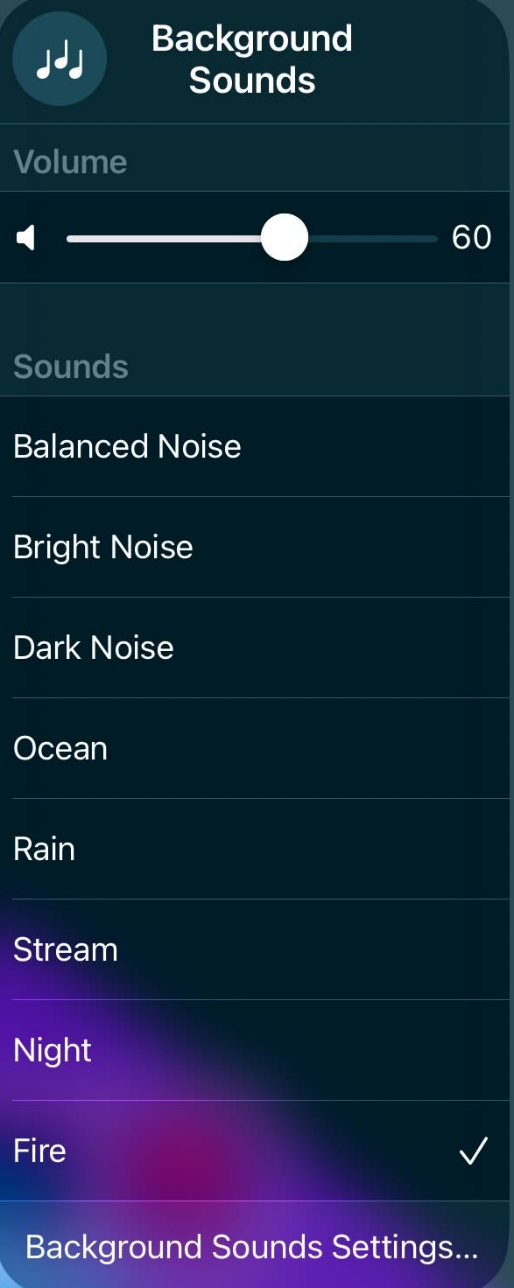 Background
Sounds
Volume
60
Sounds
Balanced Noise
Bright Noise
Dark Noise
Ocean
Rain
Stream
Night
Fire
Background Sounds Settings...